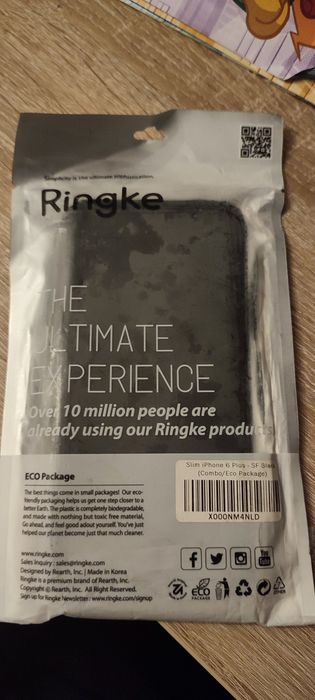 Simplicity is the ultimate sophistication.
Ringke
THE
ULTIMATE
EXPERIENCE
Over 10 million people are
already using our Ringke products
Slim iPhone 6 Plus - SF Black
(Combo/Eco Package)
X000NM4NLD
ECO Package
The best things come in small packages! Our eco-
friendly packaging helps us get one step closer to a
better Earth. The plastic is completely biodegradable,
and made with nothing but toxic free material,
Go ahead, and feel good adout yourself. You've just
helped our planet become just that much cleaner.
www.ringke.com
Sales Inquiry : sales@ringke.com
Designed by Rearth, Inc. | Made in Korea
Ringke is a premium brand of Rearth, Inc.
Copyright © Rearth, Inc. All Right Reserved.
Sign up for Ringke Newsletter : www.ringke.com/signup
You
Tube
ECO
PACKAGE